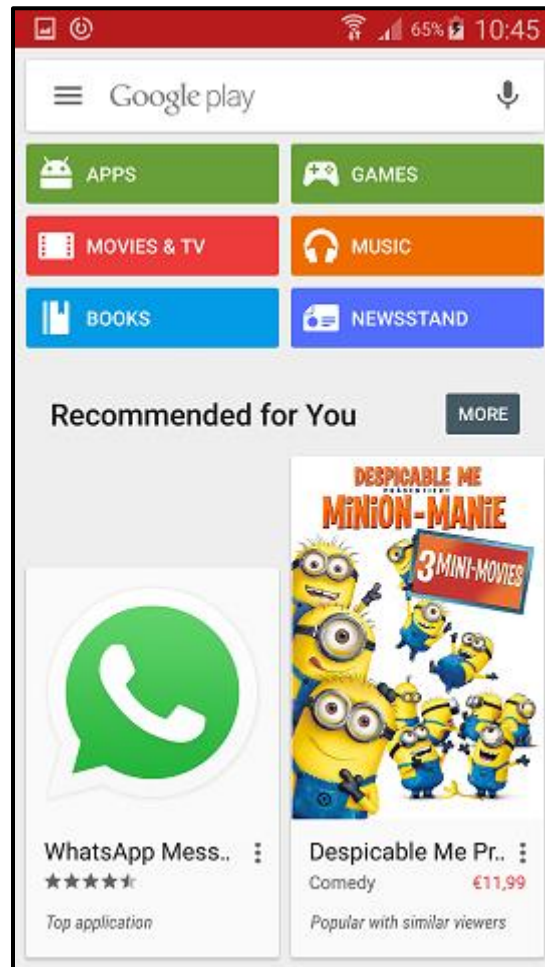 65% 10:45
Google play
APPS
GAMES
MOVIES & TV
MUSIC
BOOKS
NEWSSTAND
Recommended for You
MORE
DESPICABLE ME
PRÄSENTIERT
MINION-MANIE
3 MINI-MOVIES
WhatsApp Mess..
Top application
Despicable Me Pr..
Comedy €11,99
Popular with similar viewers